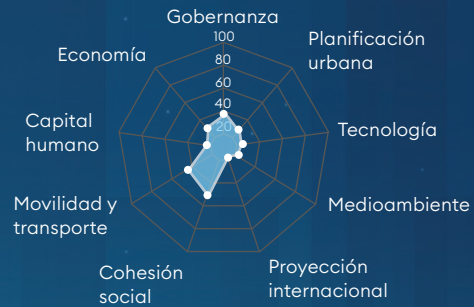 Gobernanza
100
80
60
40
20
Planificación
urbana
Tecnología
Medioambiente
Proyección
internacional
Cohesión
social
Movilidad y
transporte
Capital
humano
Economía